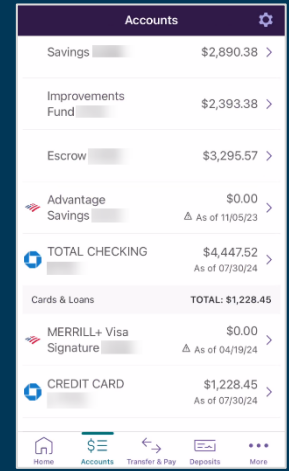 Accounts
Savings $2,890.38
Improvements
Fund $2,393.38
Escrow $3,295.57
Advantage $0.00
Savings As of 11/05/23
TOTAL CHECKING $4,447.52
As of 07/30/24
Cards & Loans TOTAL: $1,228.45
MERRILL+ Visa $0.00
Signature As of 04/19/24
CREDIT CARD $1,228.45
As of 07/30/24
Home Accounts Transfer & Pay Deposits More